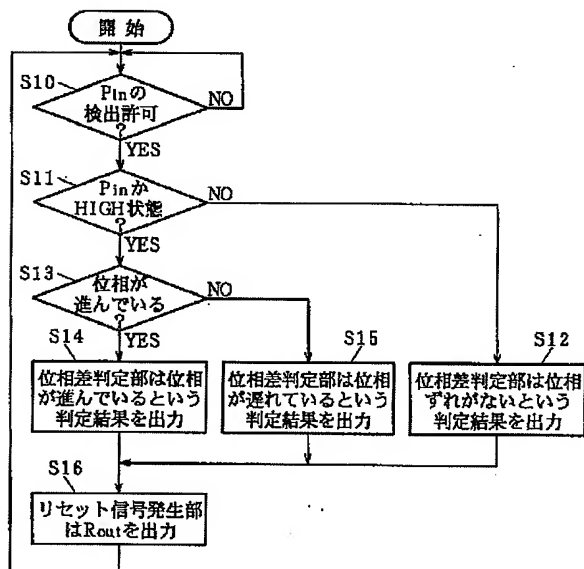 開始
S10
Pinの
検出許可
?
NO
YES
S11
Pinが
HIGH状態
?
NO
YES
S13
位相が
進んでいる
?
NO
YES
S14
位相差判定部は位相
が進んでいるという
判定結果を出力
S15
位相差判定部は位相
が遅れているという
判定結果を出力
S12
位相差判定部は位相
ずれがないという
判定結果を出力
S16
リセット信号発生部
はRoutを出力